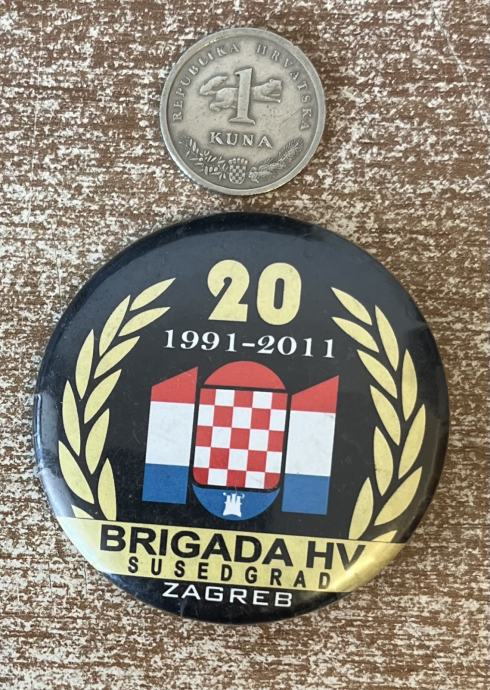 REPUBLIKA HRVATSKA
1
KUNA
20
1991-2011
101
BRIGADA HV
SUSEDGRAD
ZAGREB